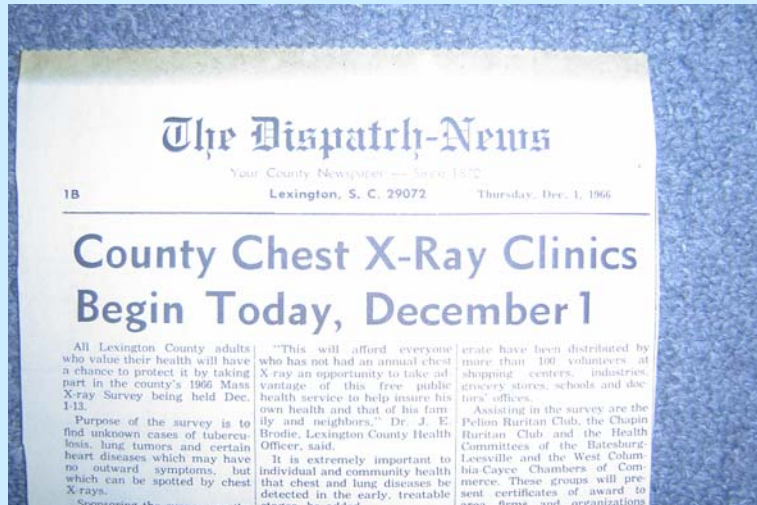 The Dispatch-News
Your County Newspaper — Since 1870
1B
Lexington, S. C. 29072
Thursday, Dec. 1, 1966
County Chest X-Ray Clinics
Begin Today, December 1
All Lexington County adults
who value their health will have
a chance to protect it by taking
part in the county's 1966 Mass
X-ray Survey being held Dec.
1-13.
Purpose of the survey is to
find unknown cases of tubercu-
losis, lung tumors and certain
heart diseases which may have
no outward symptoms, but
which can be spotted by chest
X-rays.
"This will afford everyone
who has not had an annual chest
X-ray an opportunity to take ad-
vantage of this free public
health service to help insure his
own health and that of his fam-
ily and neighbors," Dr. J. E.
Brodie, Lexington County Health
Officer, said.
It is extremely important to
individual and community health
that chest and lung diseases be
detected in the early, treatable
erate have been distributed by
more than 100 volunteers at
shopping centers, industries,
grocery stores, schools and doc-
tors' offices.
Assisting in the survey are the
Pelion Ruritan Club, the Chapin
Ruritan Club and the Health
Committees of the Batesburg-
Leesville and the West Colum-
bia-Cayce Chambers of Com-
merce. These groups will pre-
sent certificates of award to